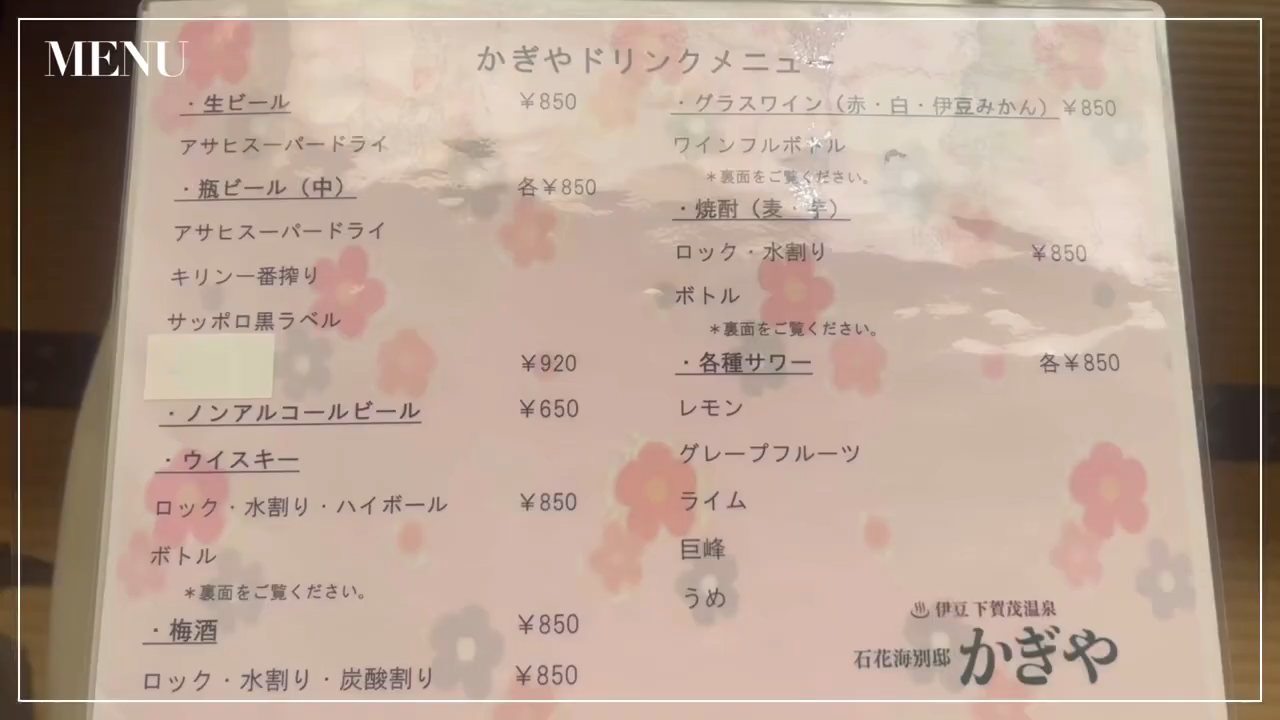 MENU
かぎやドリンクメニュー
・生ビール ￥850
アサヒスーパードライ
・瓶ビール（中） 各￥850
アサヒスーパードライ
キリン一番搾り
サッポロ黒ラベル
￥920
・ノンアルコールビール ￥650
・ウイスキー
ロック・水割り・ハイボール ￥850
ボトル
＊裏面をご覧ください。
・梅酒 ￥850
ロック・水割り・炭酸割り ￥850
・グラスワイン（赤・白・伊豆みかん）￥850
ワインフルボトル
＊裏面をご覧ください。
・焼酎（麦・芋）
ロック・水割り ￥850
ボトル
＊裏面をご覧ください。
・各種サワー 各￥850
レモン
グレープフルーツ
ライム
巨峰
うめ
♨伊豆下賀茂温泉
石花海別邸 かぎや